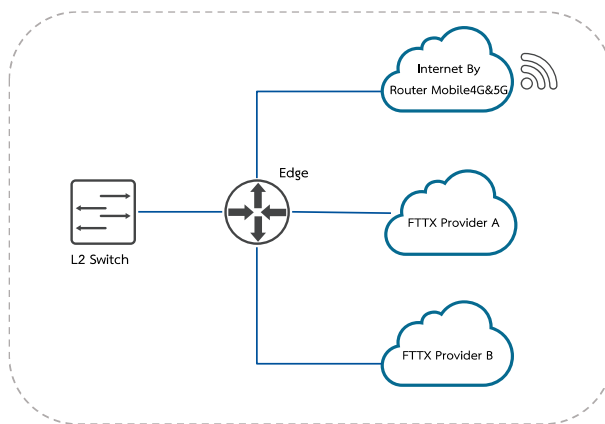 Internet By
Router Mobile4G&5G
Edge
FTTX Provider A
L2 Switch
FTTX Provider B